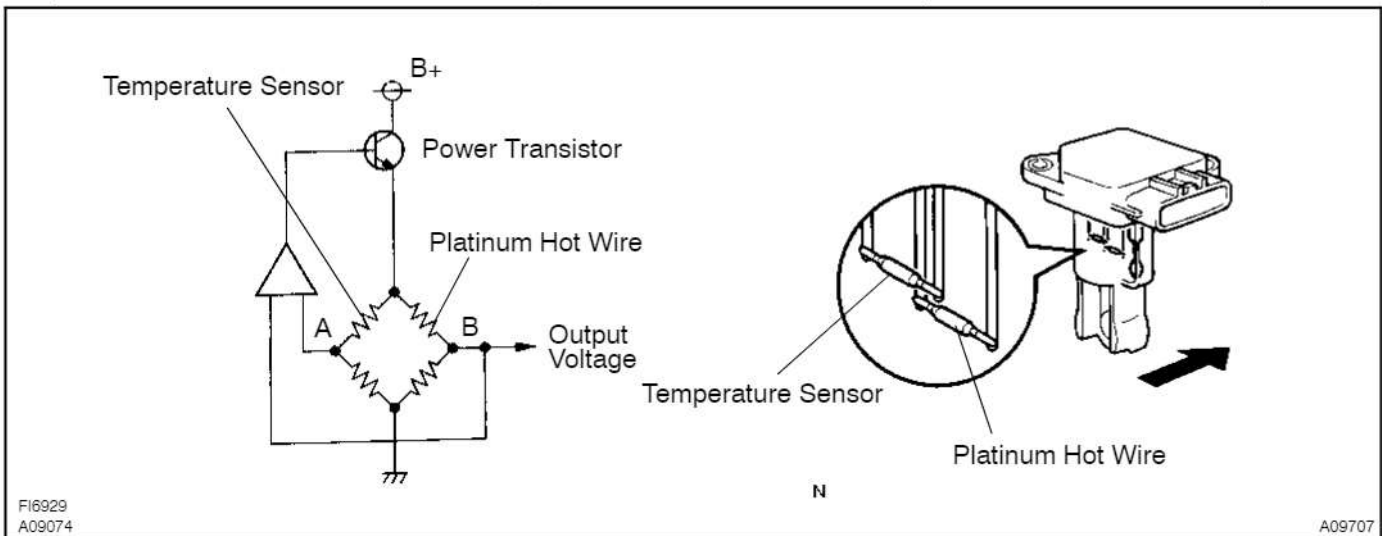 B+
Temperature Sensor
Power Transistor
Platinum Hot Wire
A
B
Output
Voltage
Temperature Sensor
Platinum Hot Wire
N
FI6929
A09074
A09707